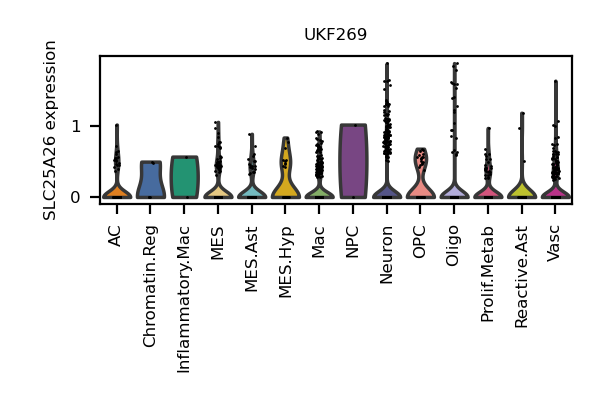 UKF269
SLC25A26 expression
1
0
AC
Chromatin.Reg
Inflammatory.Mac
MES
MES.Ast
MES.Hyp
Mac
NPC
Neuron
OPC
Oligo
Prolif.Metab
Reactive.Ast
Vasc